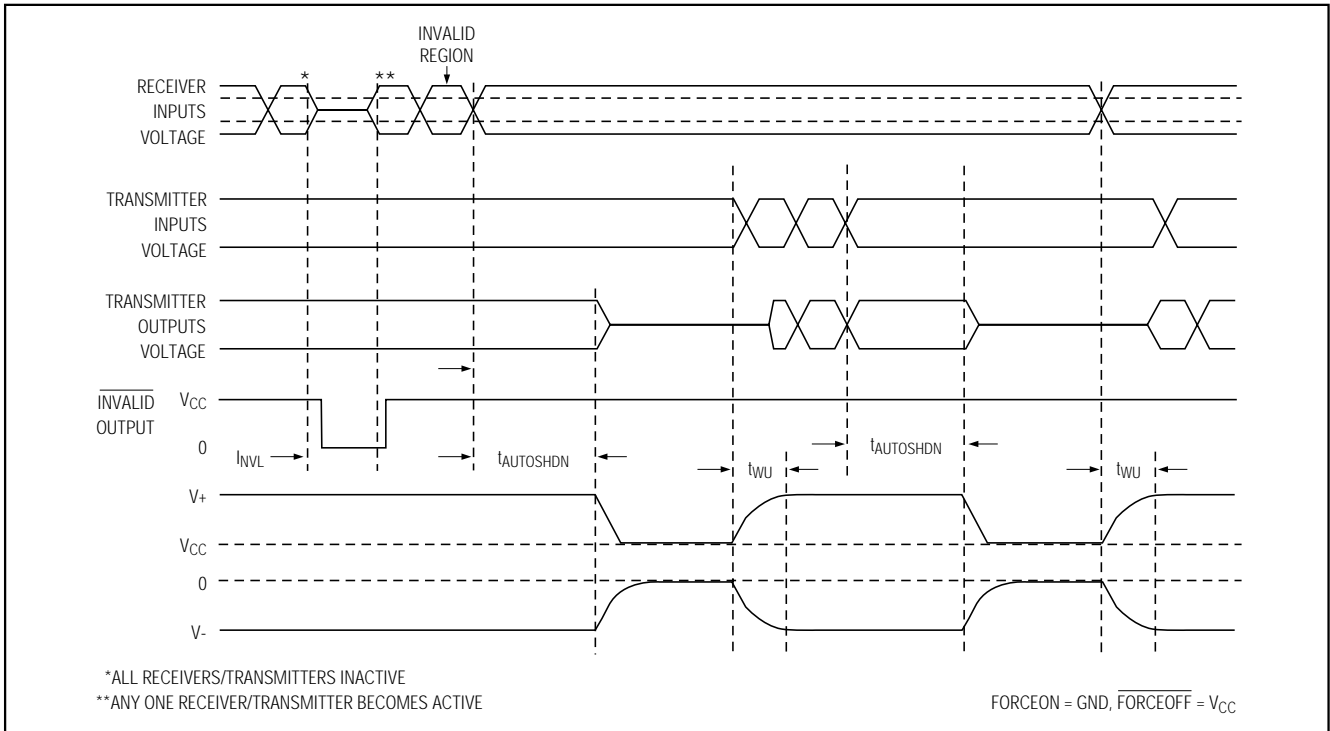 INVALID
REGION
* **
RECEIVER
INPUTS
VOLTAGE
TRANSMITTER
INPUTS
VOLTAGE
TRANSMITTER
OUTPUTS
VOLTAGE
INVALID
OUTPUT
VCC
0
INVL
tAUTOSHDN
tWU
tAUTOSHDN
tWU
V+
VCC
0
V-
*ALL RECEIVERS/TRANSMITTERS INACTIVE
**ANY ONE RECEIVER/TRANSMITTER BECOMES ACTIVE
FORCEON = GND, FORCEOFF = VCC